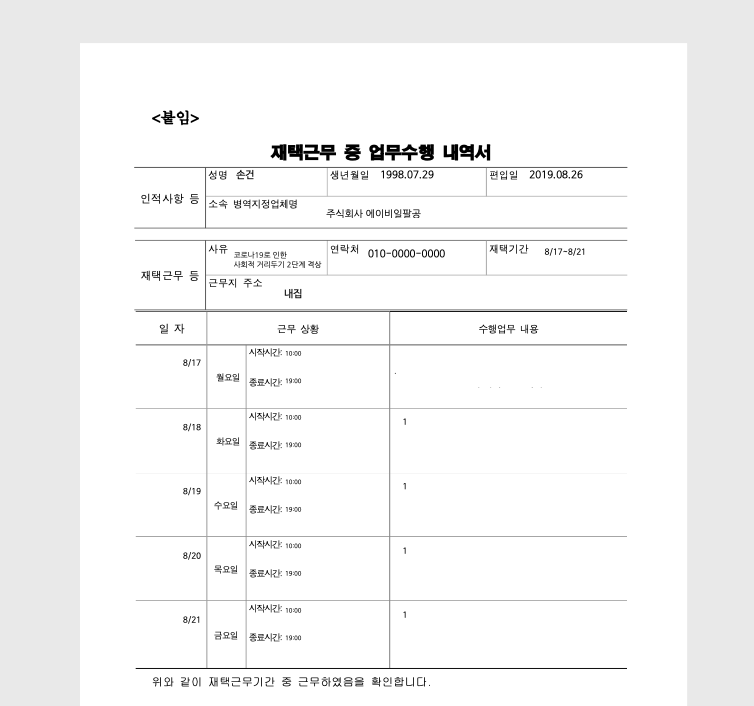 <붙임>
재택근무 중 업무수행 내역서
인적사항 등
성명 손건
생년월일 1998.07.29
편입일 2019.08.26
소속 병역지정업체명
주식회사 에이비일팔공
재택근무 등
사유 코로나19로 인한
사회적 거리두기 2단계 격상
연락처 010-0000-0000
재택기간 8/17~8/21
근무지 주소
내집
일 자 근무 상황 수행업무 내용
8/17 월요일
시작시간: 10:00
종료시간: 19:00
8/18 화요일
시작시간: 10:00
종료시간: 19:00
1
8/19 수요일
시작시간: 10:00
종료시간: 19:00
1
8/20 목요일
시작시간: 10:00
종료시간: 19:00
1
8/21 금요일
시작시간: 10:00
종료시간: 19:00
1
위와 같이 재택근무기간 중 근무하였음을 확인합니다.